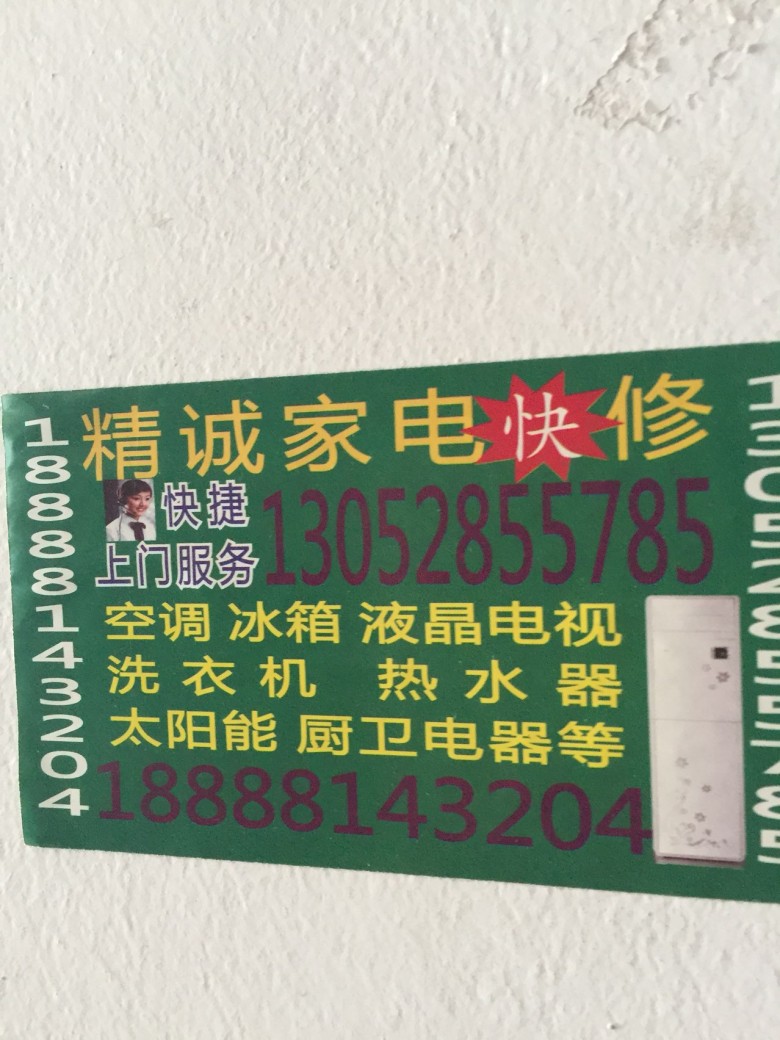 精诚家电快修
快捷
上门服务
13052855785
空调 冰箱 液晶电视
洗衣机 热水器
太阳能 厨卫电器等
18888143204
18888143204